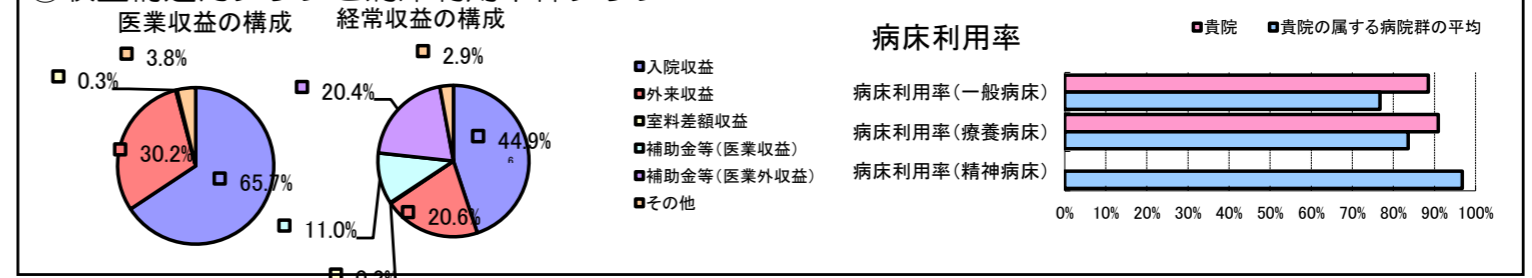 医業収益の構成
経常収益の構成
3.8%
0.3%
30.2%
65.7%
2.9%
20.4%
44.9%
11.0%
20.6%
入院収益
外来収益
室料差額収益
補助金等(医業収益)
補助金等(医業外収益)
その他
病床利用率
貴院
貴院の属する病院群の平均
病床利用率(一般病床)
病床利用率(療養病床)
病床利用率(精神病床)
0% 10% 20% 30% 40% 50% 60% 70% 80% 90% 100%